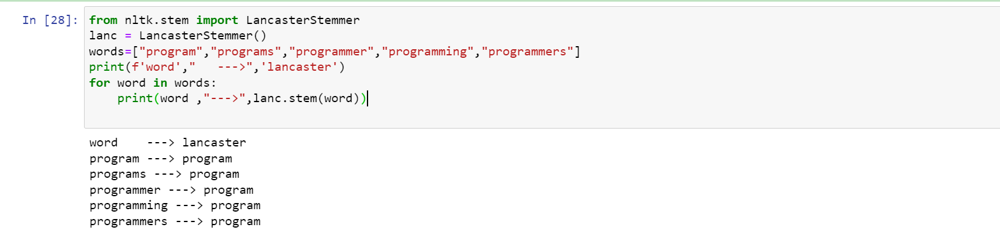 In [28]: from nltk.stem import LancasterStemmer
lanc = LancasterStemmer()
words=["program","programs","programmer","programming","programmers"]
print(f'word',"   --->",'lancaster')
for word in words:
    print(word ,"--->",lanc.stem(word))
word    ---> lancaster
program ---> program
programs ---> program
programmer ---> program
programming ---> program
programmers ---> program